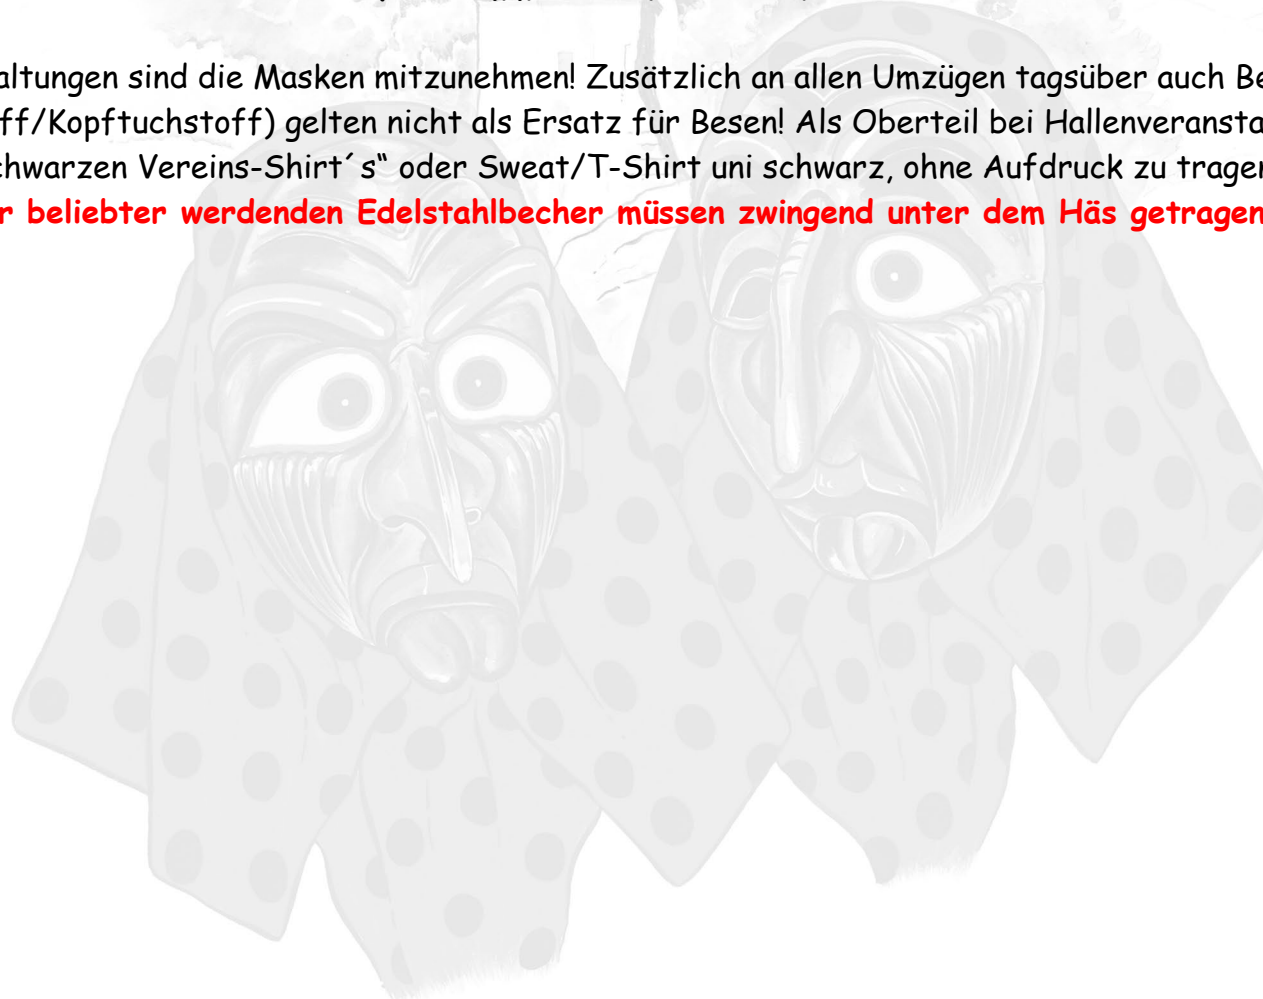 altungen sind die Masken mitzunehmen! Zusätzlich an allen Umzügen tagsüber auch Be
ff/Kopftuchstoff) gelten nicht als Ersatz für Besen! Als Oberteil bei Hallenveransta
chwarzen Vereins-Shirt´s“ oder Sweat/T-Shirt uni schwarz, ohne Aufdruck zu tragen
r beliebter werdenden Edelstahlbecher müssen zwingend unter dem Häs getragen